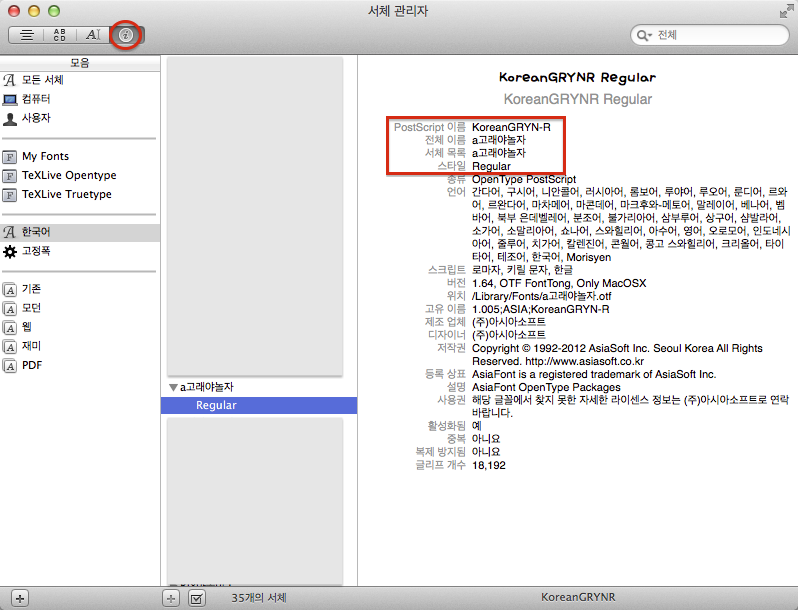 서체 관리자
전체
모음
모든 서체
컴퓨터
사용자
My Fonts
TeXLive Opentype
TeXLive Truetype
한국어
고정폭
기존
모던
웹
재미
PDF
a고래야놀자
Regular
KoreanGRYNR Regular
KoreanGRYNR Regular
PostScript 이름 KoreanGRYN-R
전체 이름 a고래야놀자
서체 목록 a고래야놀자
스타일 Regular
종류 OpenType PostScript
언어 간다어, 구시어, 니안콜어, 러시아어, 롬보어, 루야어, 루오어, 룬디어, 르와
어, 르완다어, 마차메어, 마콘데어, 마크후와-메토어, 말레이어, 베나어, 벰
바어, 북부 은데벨레어, 분조어, 불가리아어, 삼부루어, 상구어, 샴발라어,
소가어, 소말리아어, 쇼나어, 스와힐리어, 아수어, 영어, 오로모어, 인도네시
아어, 줄루어, 치가어, 칼렌진어, 콘월어, 콩고 스와힐리어, 크리올어, 타이
타어, 테조어, 한국어, Morisyen
스크립트 로마자, 키릴 문자, 한글
버전 1.64, OTF FontTong, Only MacOSX
위치 /Library/Fonts/a고래야놀자.otf
고유 이름 1.005;ASIA;KoreanGRYN-R
제조 업체 (주)아시아소프트
디자이너 (주)아시아소프트
저작권 Copyright © 1992-2012 AsiaSoft Inc. Seoul Korea All Rights
Reserved. http://www.asiasoft.co.kr
등록 상표 AsiaFont is a registered trademark of AsiaSoft Inc.
설명 AsiaFont OpenType Packages
사용권 해당 글꼴에서 찾지 못한 자세한 라이센스 정보는 (주)아시아소프트로 연락
바랍니다.
활성화됨 예
중복 아니요
복제 방지됨 아니요
글리프 개수 18,192
35개의 서체
KoreanGRYNR